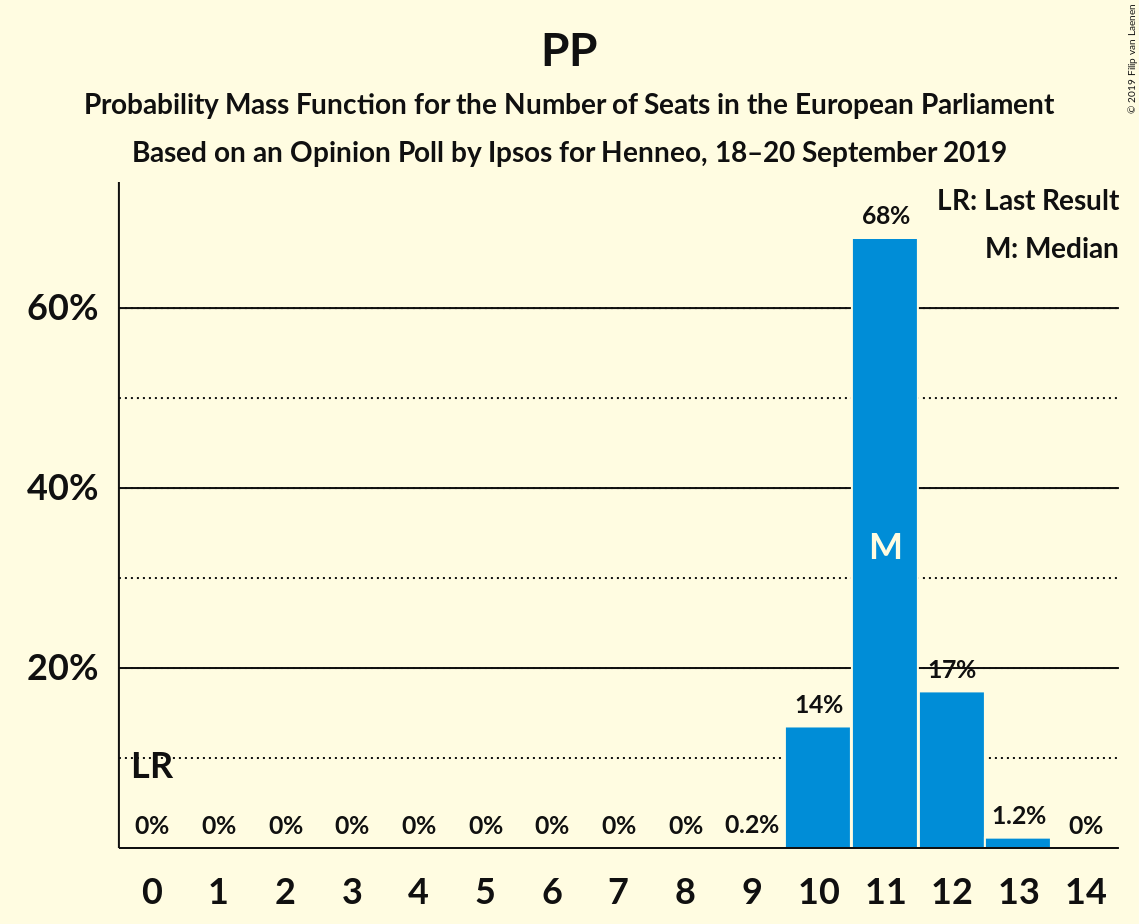 PP
Probability Mass Function for the Number of Seats in the European Parliament
Based on an Opinion Poll by Ipsos for Henneo, 18–20 September 2019
© 2019 Filip van Laenen
LR: Last Result
M: Median
68%
60%
40%
M
20%
17%
14%
LR
0% 0% 0% 0% 0% 0% 0% 0% 0% 0.2% 1.2% 0%
0 1 2 3 4 5 6 7 8 9 10 11 12 13 14